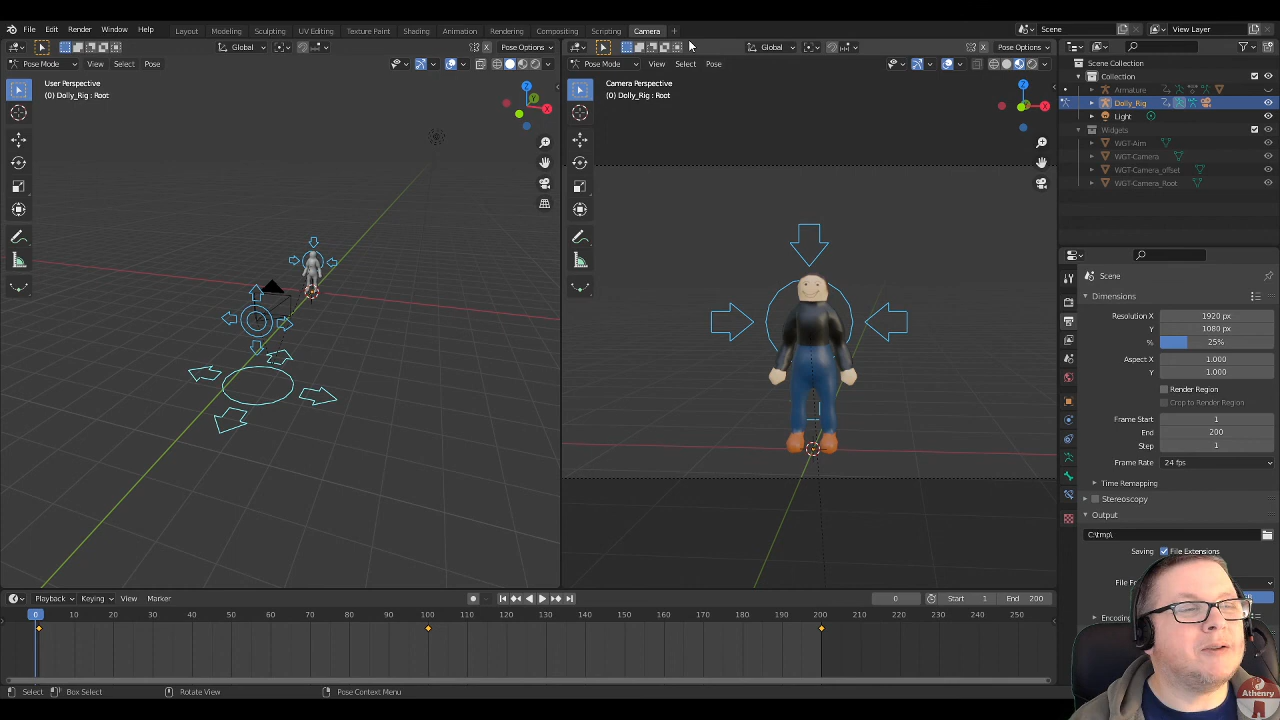 File Edit Render Window Help
Layout Modeling Sculpting UV Editing Texture Paint Shading Animation Rendering Compositing Scripting Camera +
Scene
View Layer
Global
Pose Options
Global
Pose Options
Pose Mode View Select Pose
Pose Mode View Select Pose
User Perspective
(0) Dolly_Rig : Root
Camera Perspective
(0) Dolly_Rig : Root
Z
Y
X
Z
X
Scene Collection
Collection
Armature
Dolly_Rig
Light
Widgets
WGT-Aim
WGT-Camera
WGT-Camera_offset
WGT-Camera_Root
Scene
Dimensions
Resolution X 1920 px
Y 1080 px
% 25%
Aspect X 1.000
Y 1.000
Render Region
Crop to Render Region
Frame Start 1
End 200
Step 1
Frame Rate 24 fps
Time Remapping
Stereoscopy
Output
C:\tmp\
Saving File Extensions
Encoding
Playback Keying View Marker
0 Start 1 End 200
0 10 20 30 40 50 60 70 80 90 100 110 120 130 140 150 160 170 180 190 200 210 220 230 240 250
Select Box Select Rotate View Pose Context Menu
Athenry